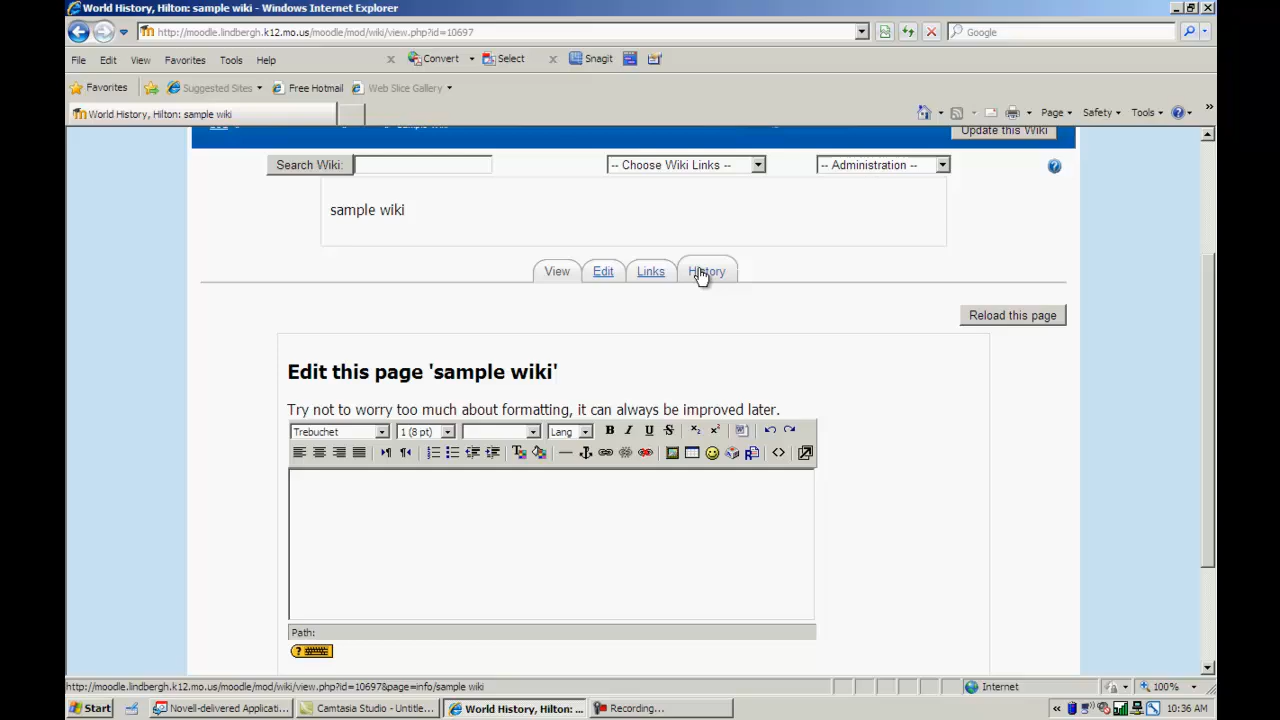 World History, Hilton: sample wiki - Windows Internet Explorer
http://moodle.lindbergh.k12.mo.us/moodle/mod/wiki/view.php?id=10697
Google
File Edit View Favorites Tools Help
x Convert Select x Snagit
Favorites Suggested Sites Free Hotmail Web Slice Gallery
World History, Hilton: sample wiki
Page Safety Tools
Update this Wiki
Search Wiki: -- Choose Wiki Links -- -- Administration --
sample wiki
View Edit Links History
Reload this page
Edit this page 'sample wiki'
Try not to worry too much about formatting, it can always be improved later.
Trebuchet 1 (8 pt) Lang B I U S
Path:
http://moodle.lindbergh.k12.mo.us/moodle/mod/wiki/view.php?id=10697&page=info/sample wiki
Internet 100%
Start Novell-delivered Applicati... Camtasia Studio - Untitle... World History, Hilton: ... Recording... 10:36 AM